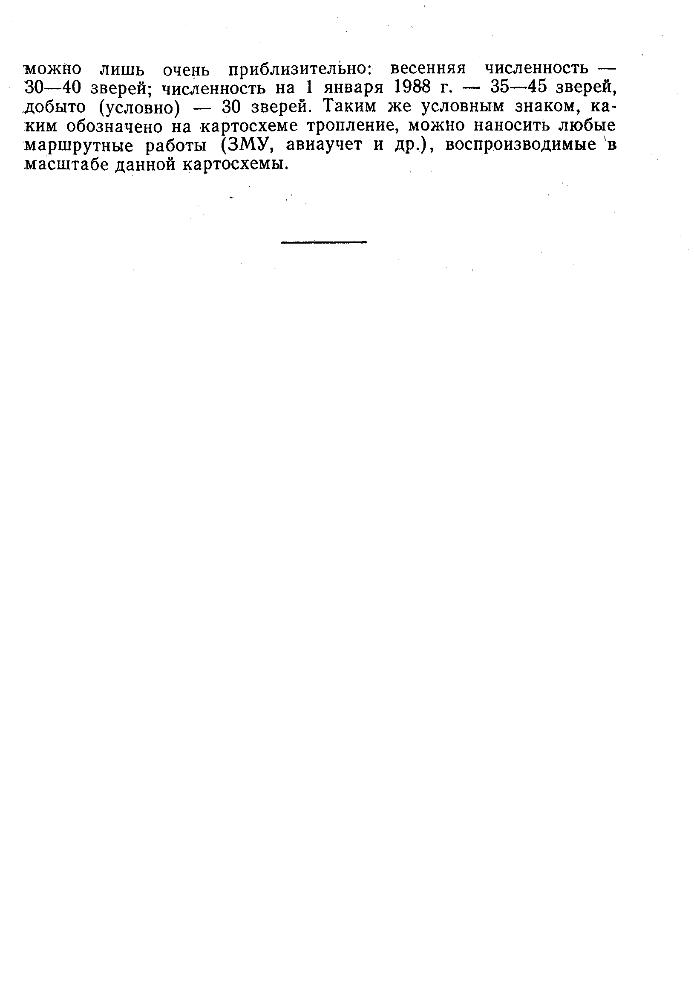 можно лишь очень приблизительно: весенняя численность —
30—40 зверей; численность на 1 января 1988 г. — 35—45 зверей,
добыто (условно) — 30 зверей. Таким же условным знаком, ка-
ким обозначено на картосхеме тропление, можно наносить любые
маршрутные работы (ЗМУ, авиаучет и др.), воспроизводимые в
масштабе данной картосхемы.